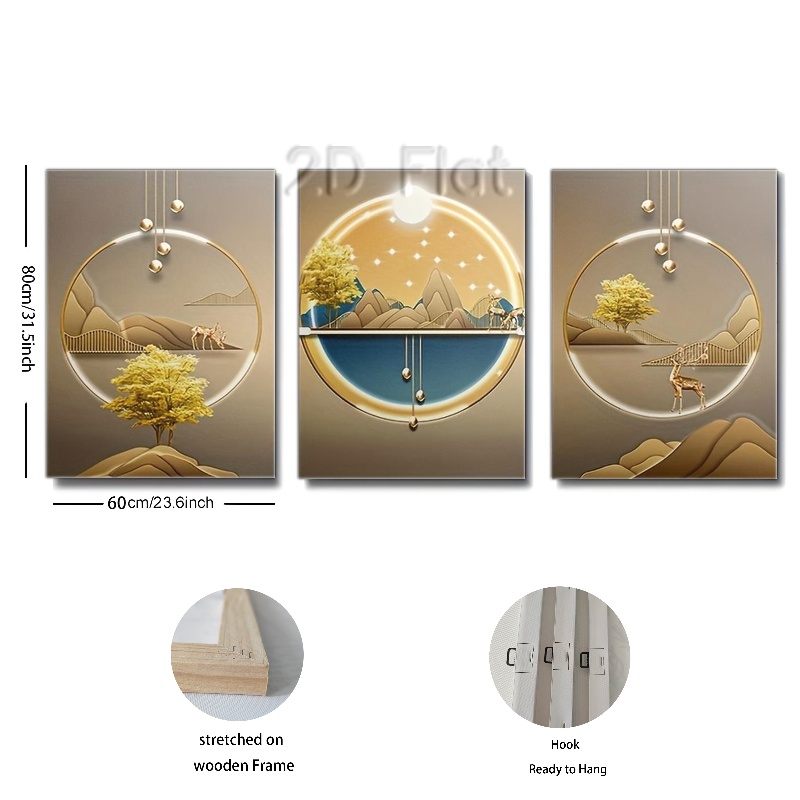 2D Flat
80cm/31.5inch
60cm/23.6inch
stretched on
wooden Frame
Hook
Ready to Hang